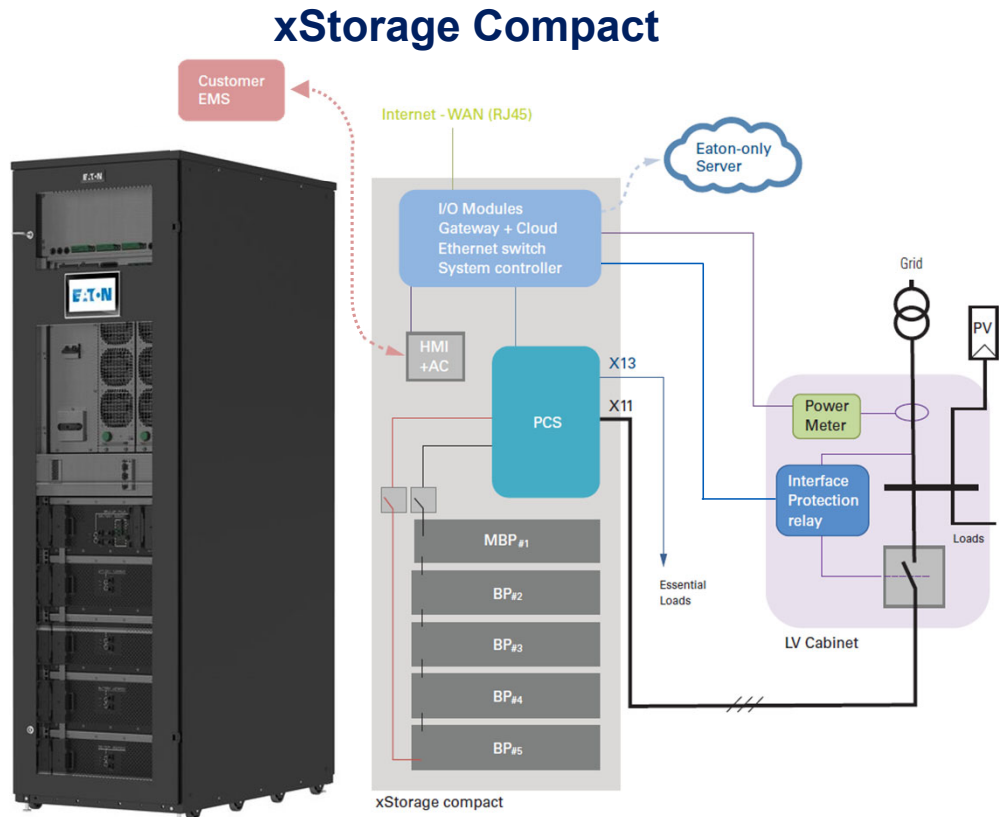 xStorage Compact
Customer
EMS
Internet - WAN (RJ45)
Eaton-only
Server
I/O Modules
Gateway + Cloud
Ethernet switch
System controller
HMI
+AC
PCS
X13
X11
MBP#1
BP#2
BP#3
BP#4
BP#5
xStorage compact
Essential
Loads
Grid
PV
Power
Meter
Interface
Protection
relay
Loads
LV Cabinet
EATON
EATON